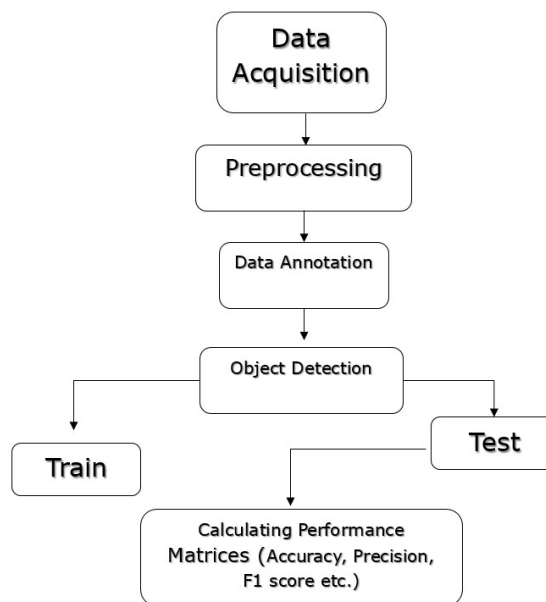 Data
Acquisition
Preprocessing
Data Annotation
Object Detection
Train
Test
Calculating Performance
Matrices (Accuracy, Precision,
F1 score etc.)